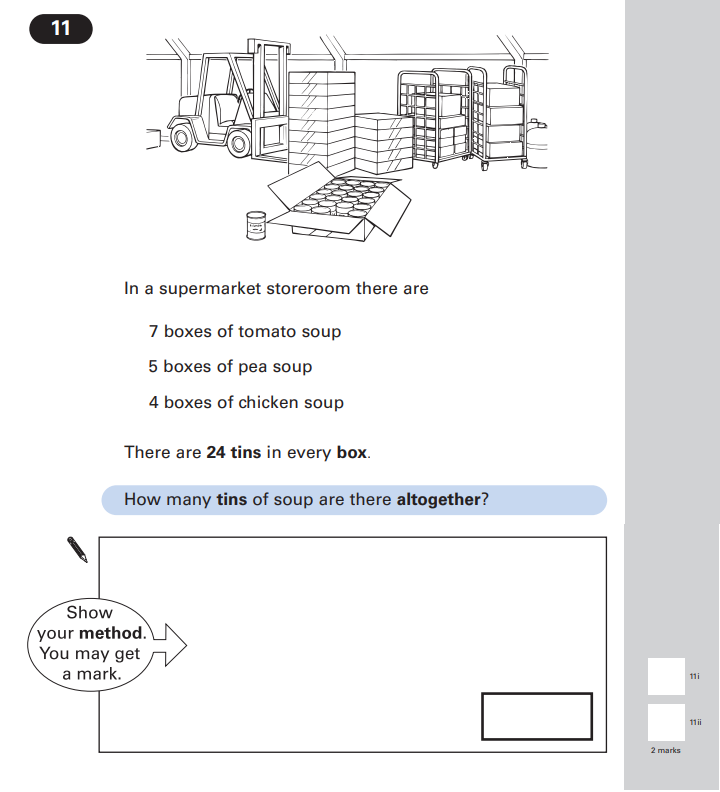 11
In a supermarket storeroom there are
7 boxes of tomato soup
5 boxes of pea soup
4 boxes of chicken soup
There are 24 tins in every box.
How many tins of soup are there altogether?
Show
your method.
You may get
a mark.
11i
11ii
2 marks